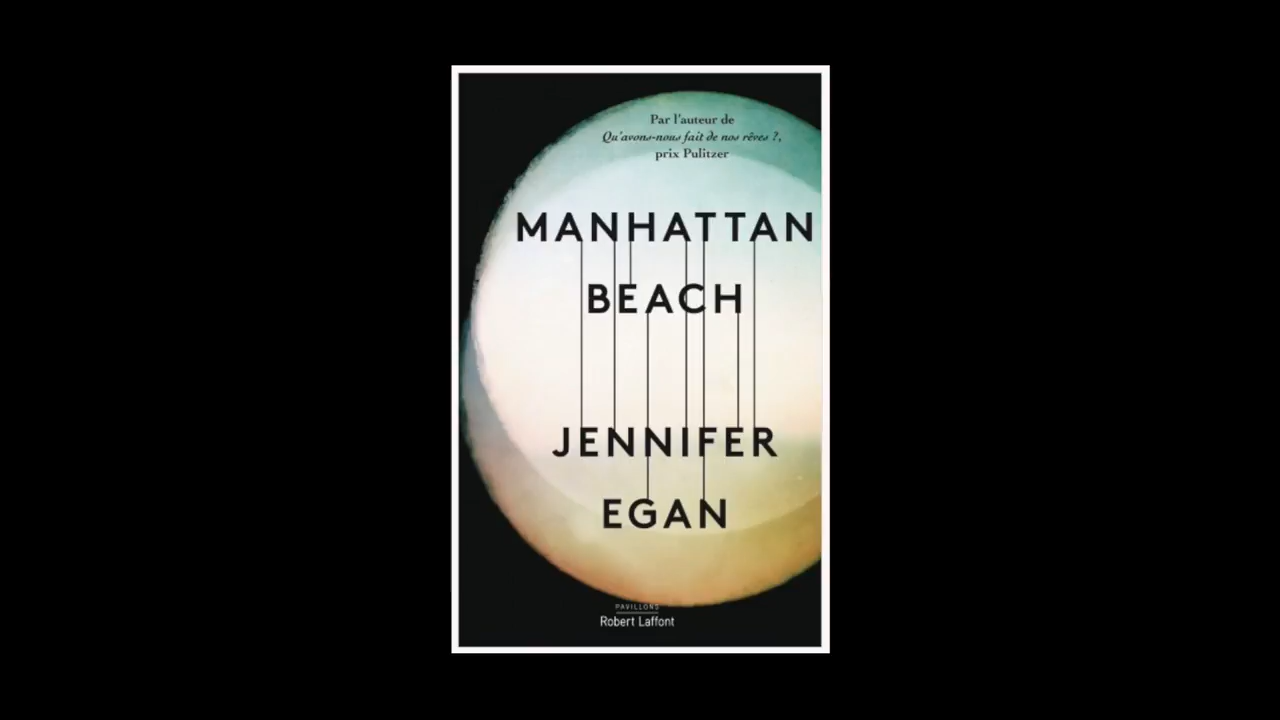 Par l'auteur de
Qu'avons-nous fait de nos rêves ?,
prix Pulitzer
MANHATTAN
BEACH
JENNIFER
EGAN
PAVILLONS
Robert Laffont